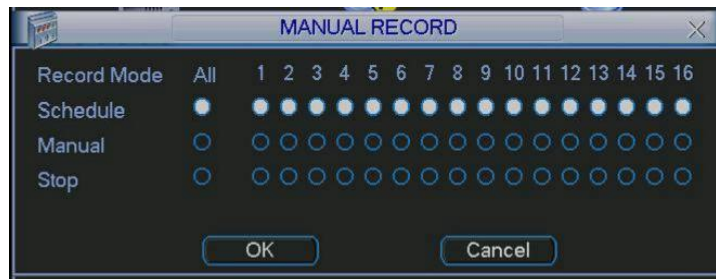 MANUAL RECORD
Record Mode All 1 2 3 4 5 6 7 8 9 10 11 12 13 14 15 16
Schedule
Manual
Stop
OK Cancel